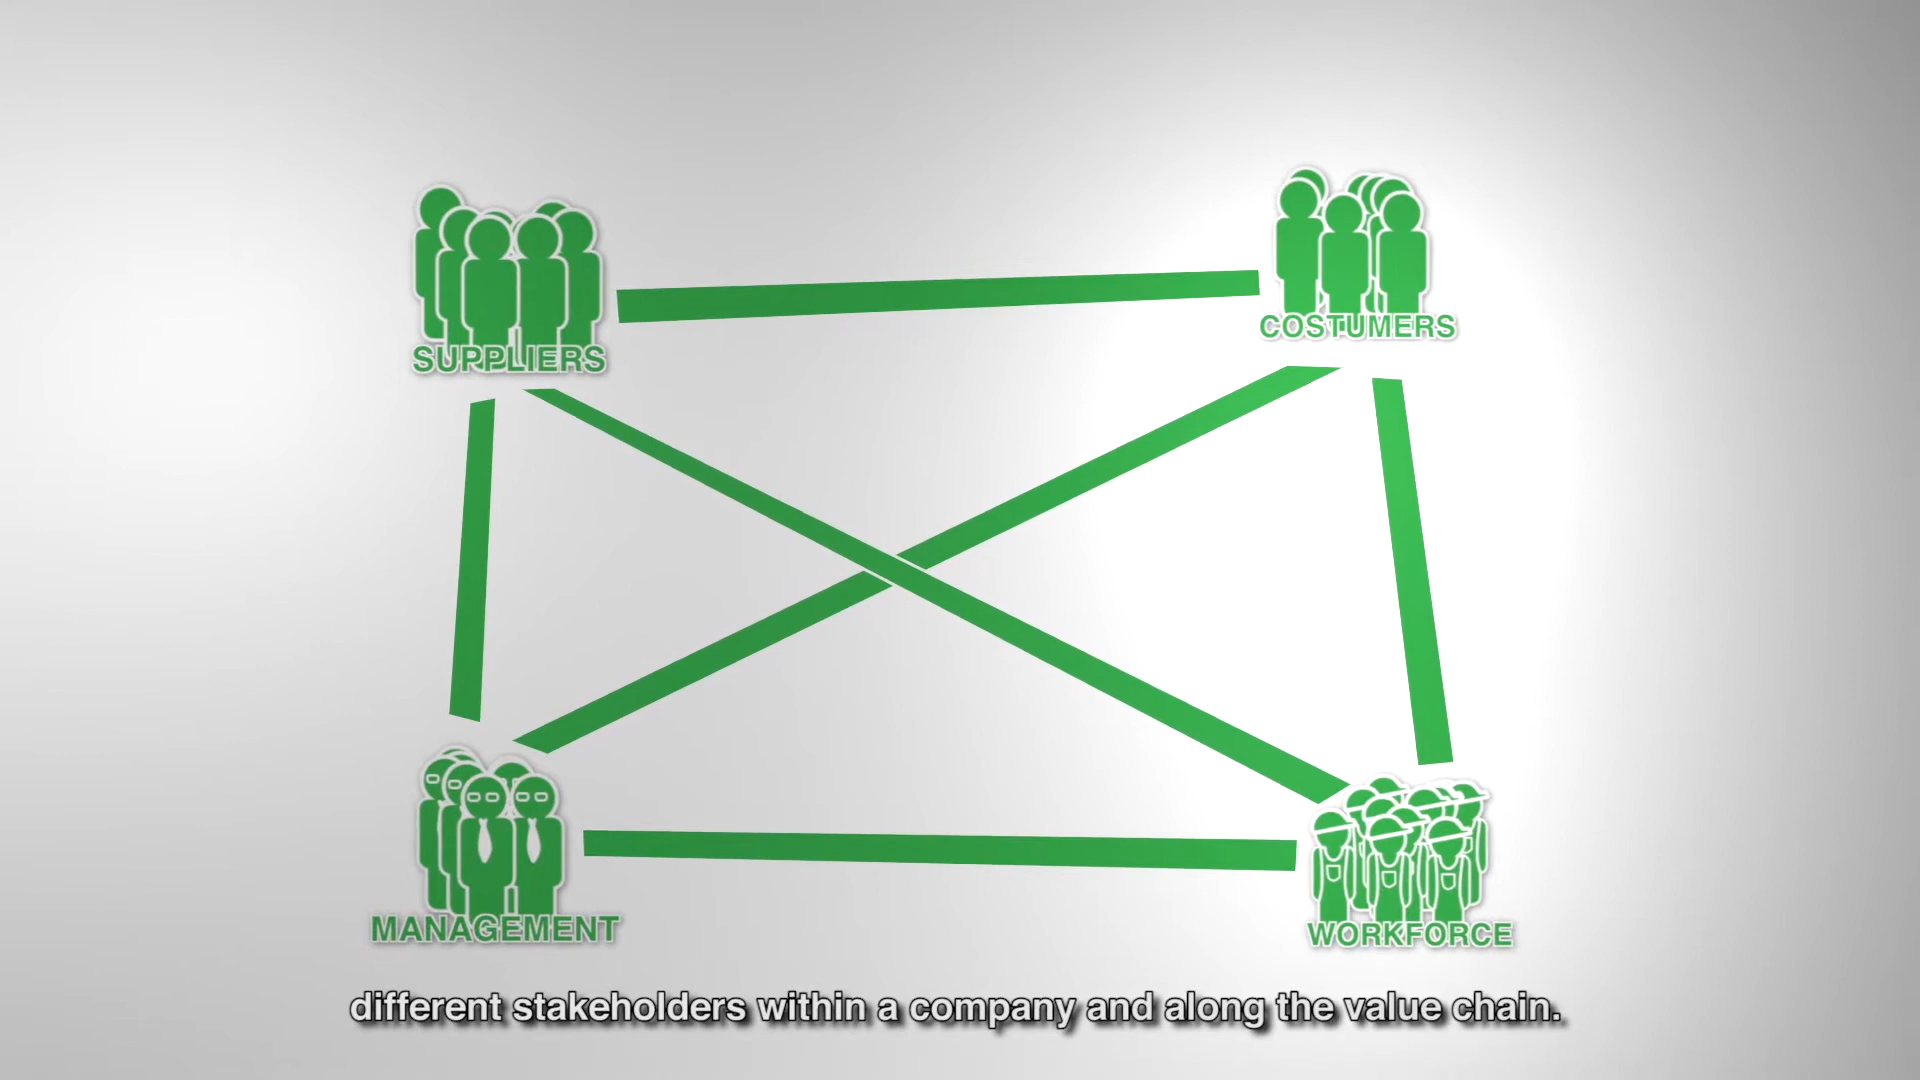 SUPPLIERS
COSTUMERS
MANAGEMENT
WORKFORCE
different stakeholders within a company and along the value chain.